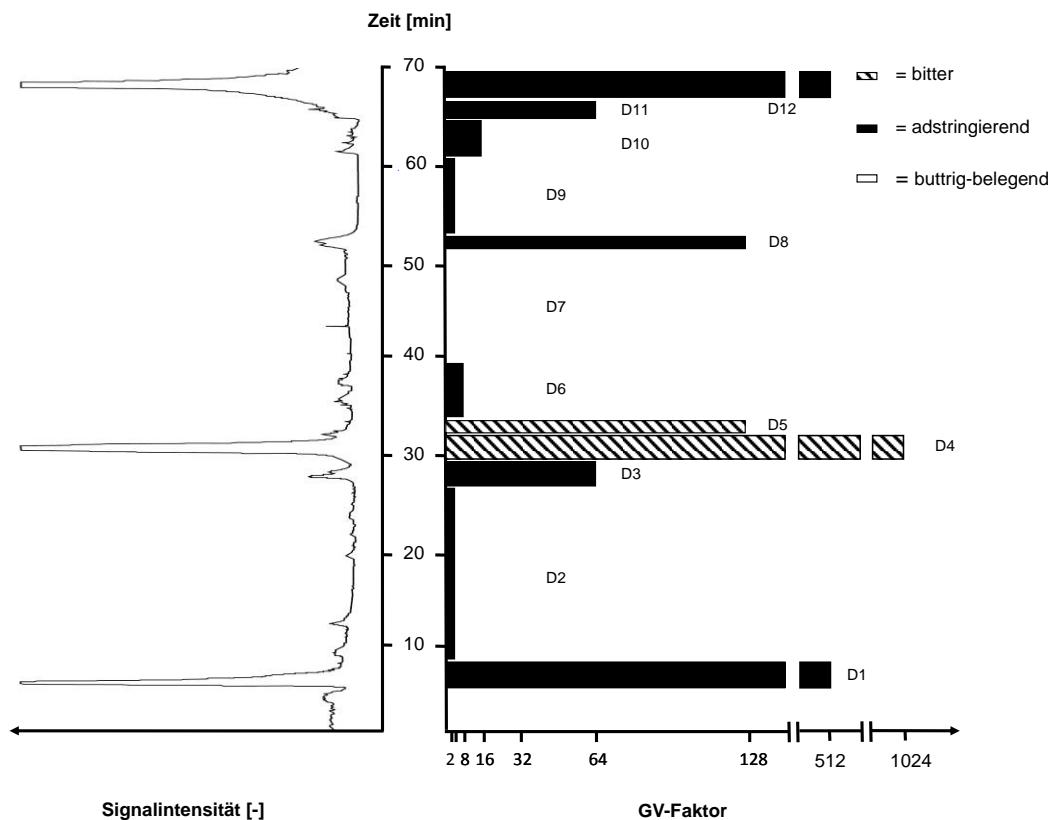 Zeit [min]
70
60
50
40
30
20
10
D12
D11
D10
D9
D8
D7
D6
D5
D4
D3
D2
D1
= bitter
= adstringierend
= buttrig-belegend
2 8 16 32 64 128 512 1024
Signalintensität [-]
GV-Faktor